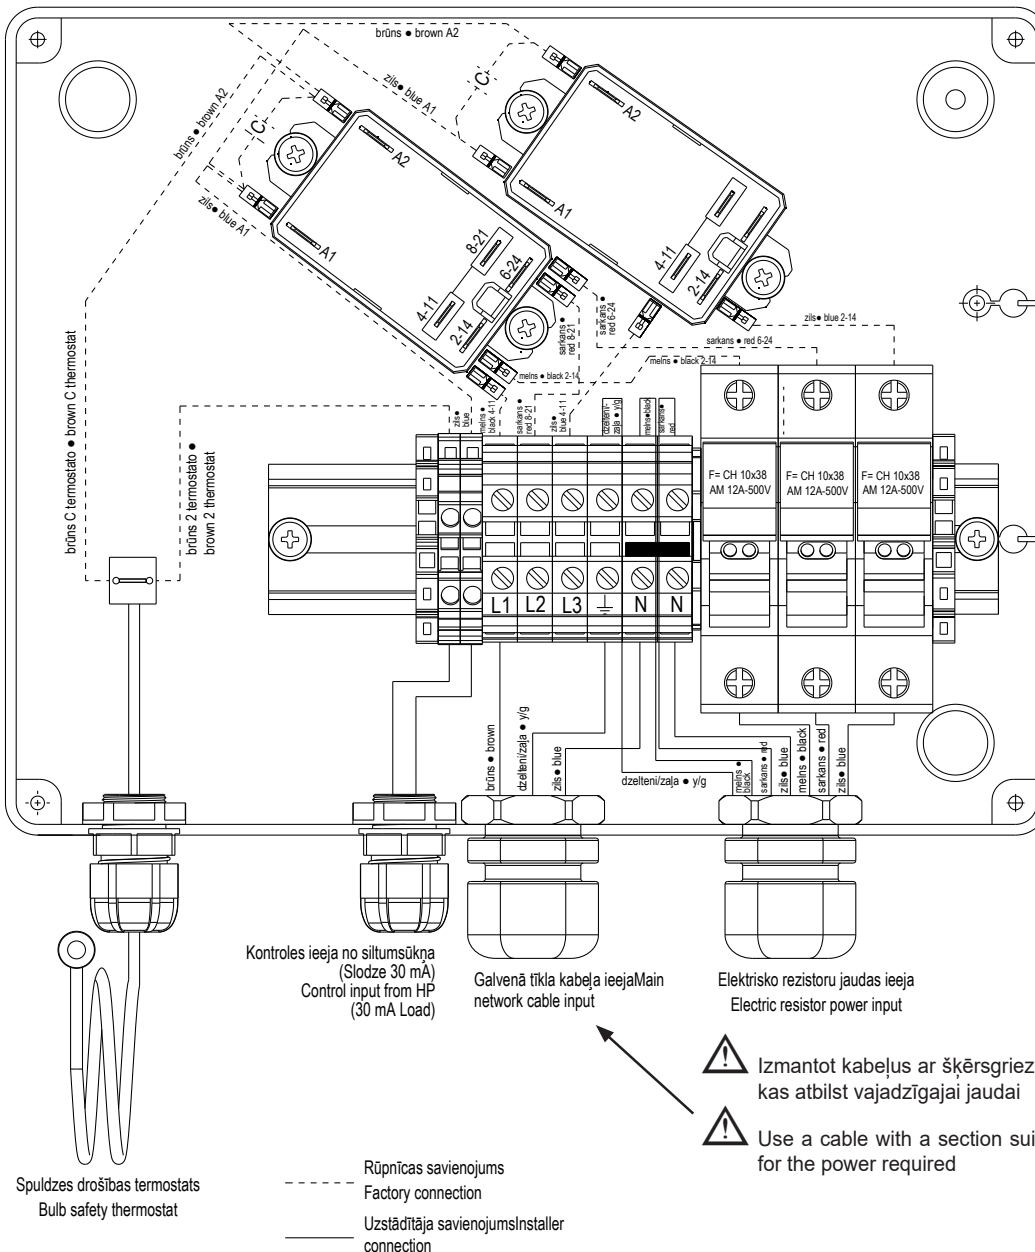 brūns ● brown A2
zils● blue A1
brūns ● brown A2
zils● blue A1
C
C
A2
A1
A2
A1
8-21
6-24
4-11
2-14
4-11
2-14
sarkans ●
red 6-24
sarkans ●
red 8-21
zils● blue 2-14
sarkans ● red 6-24
melns ● black 2-14
melns ● black 2-14
brūns C termostato ● brown C thermostat
brūns 2 termostato ●
brown 2 thermostat
zils●
blue
melns ●
black 4-11
sarkans ●
red 8-21
zils●
blue 4-11
dzelteni/-
zaļa ● y/g
melns●black
sarkans●
red
F= CH 10x38
AM 12A-500V
F= CH 10x38
AM 12A-500V
F= CH 10x38
AM 12A-500V
L1
L2
L3
N
N
brūns ● brown
dzelteni/zaļa ● y/g
zils● blue
dzelteni/zaļa ● y/g
melns ●
black
sarkans ● red
zils● blue
melns ● black
sarkans ● red
zils● blue
Kontroles ieeja no siltumsūkņa
(Slodze 30 mA)
Control input from HP
(30 mA Load)
Galvenā tīkla kabeļa ieejaMain
network cable input
Elektrisko rezistoru jaudas ieeja
Electric resistor power input
Izmantot kabeļus ar šķērsgriez
kas atbilst vajadzīgajai jaudai
Use a cable with a section sui
for the power required
Spuldzes drošības termostats
Bulb safety thermostat
Rūpnīcas savienojums
Factory connection
Uzstādītāja savienojumsInstaller
connection